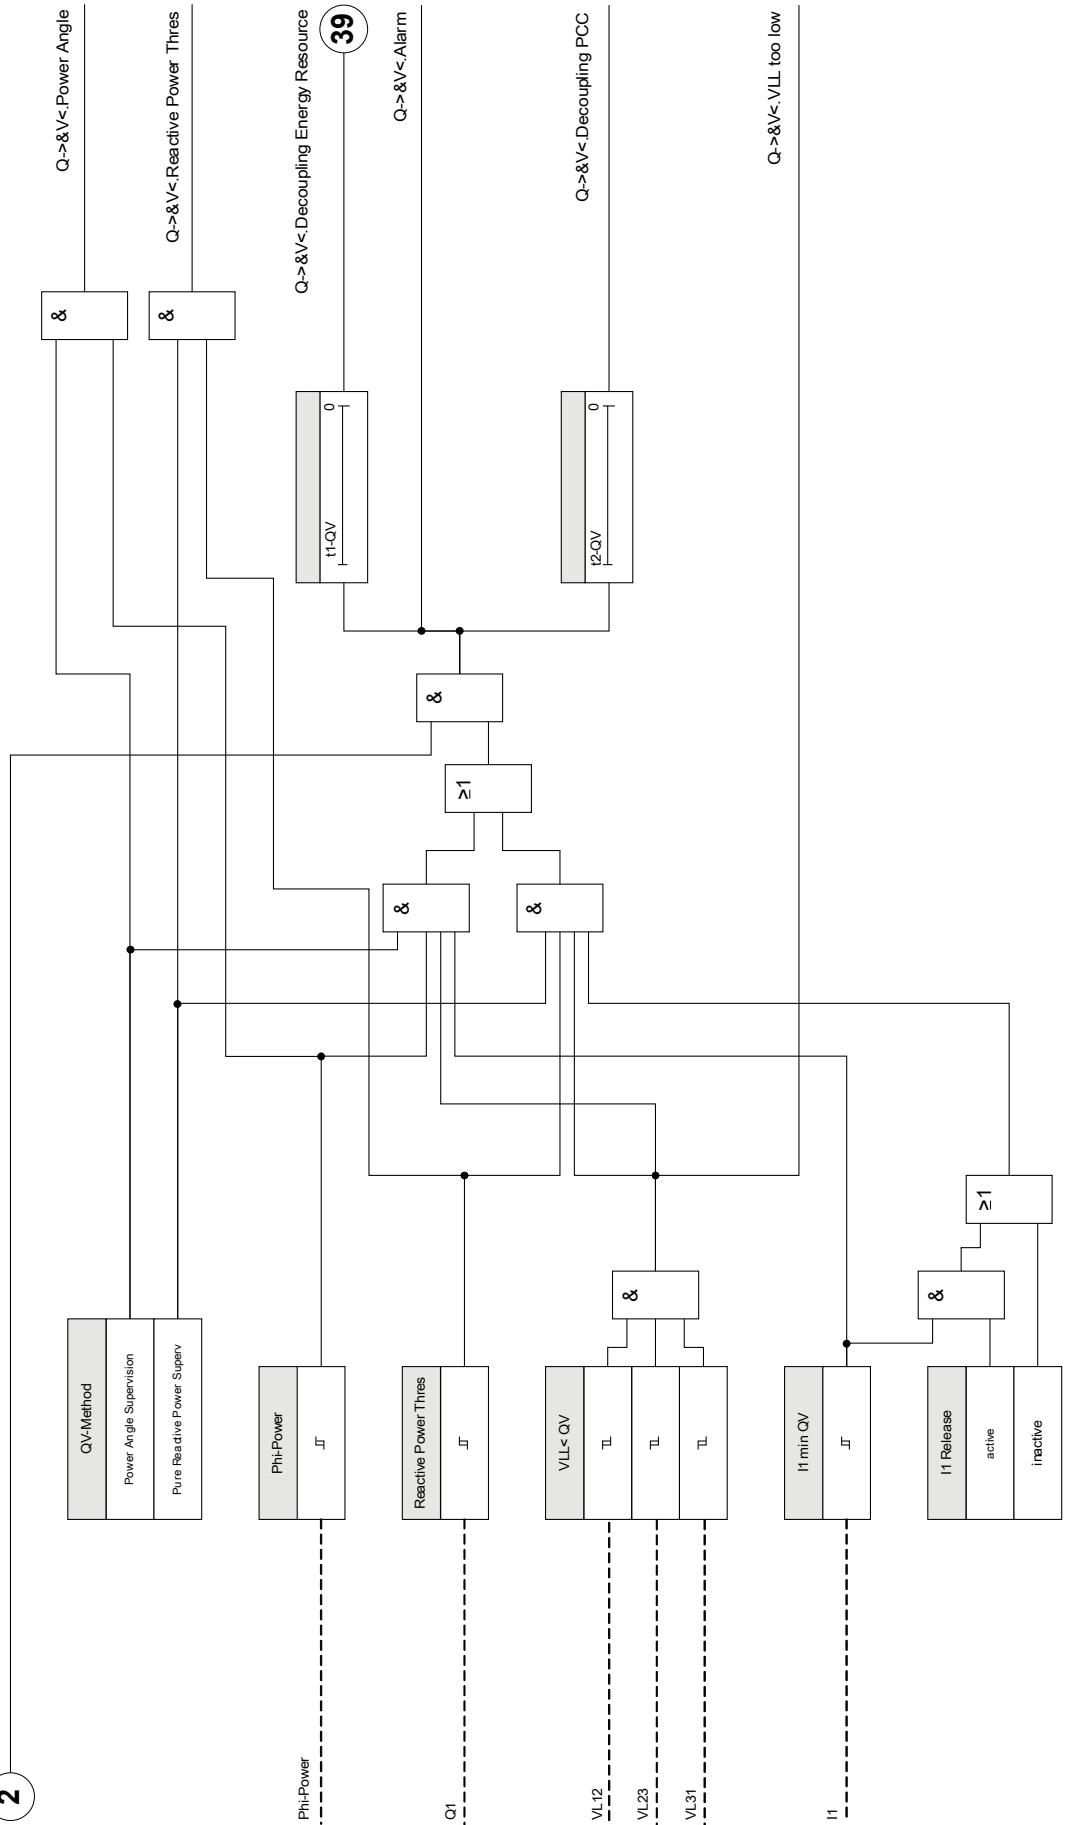 2
Phi-Power
Q1
VL12
VL23
VL31
I1
QV-Method
Power Angle Supervision
Pure Reactive Power Superv
Phi-Power
Reactive Power Thres
VLL< QV
I1 min QV
I1 Release
active
inactive
&
&
≥1
&
&
≥1
&
t1-QV
0
t2-QV
0
&
&
Q->&V<.Power Angle
Q->&V<.Reactive Power Thres
Q->&V<.Decoupling Energy Resource
39
Q->&V<.Alarm
Q->&V<.Decoupling PCC
Q->&V<.VLL too low